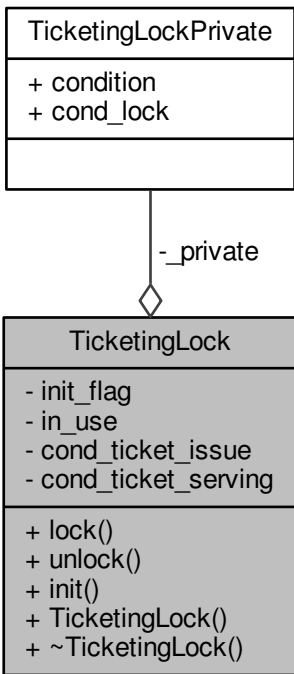 TicketingLockPrivate
+ condition
+ cond_lock
-_private
TicketingLock
- init_flag
- in_use
- cond_ticket_issue
- cond_ticket_serving
+ lock()
+ unlock()
+ init()
+ TicketingLock()
+ ~TicketingLock()